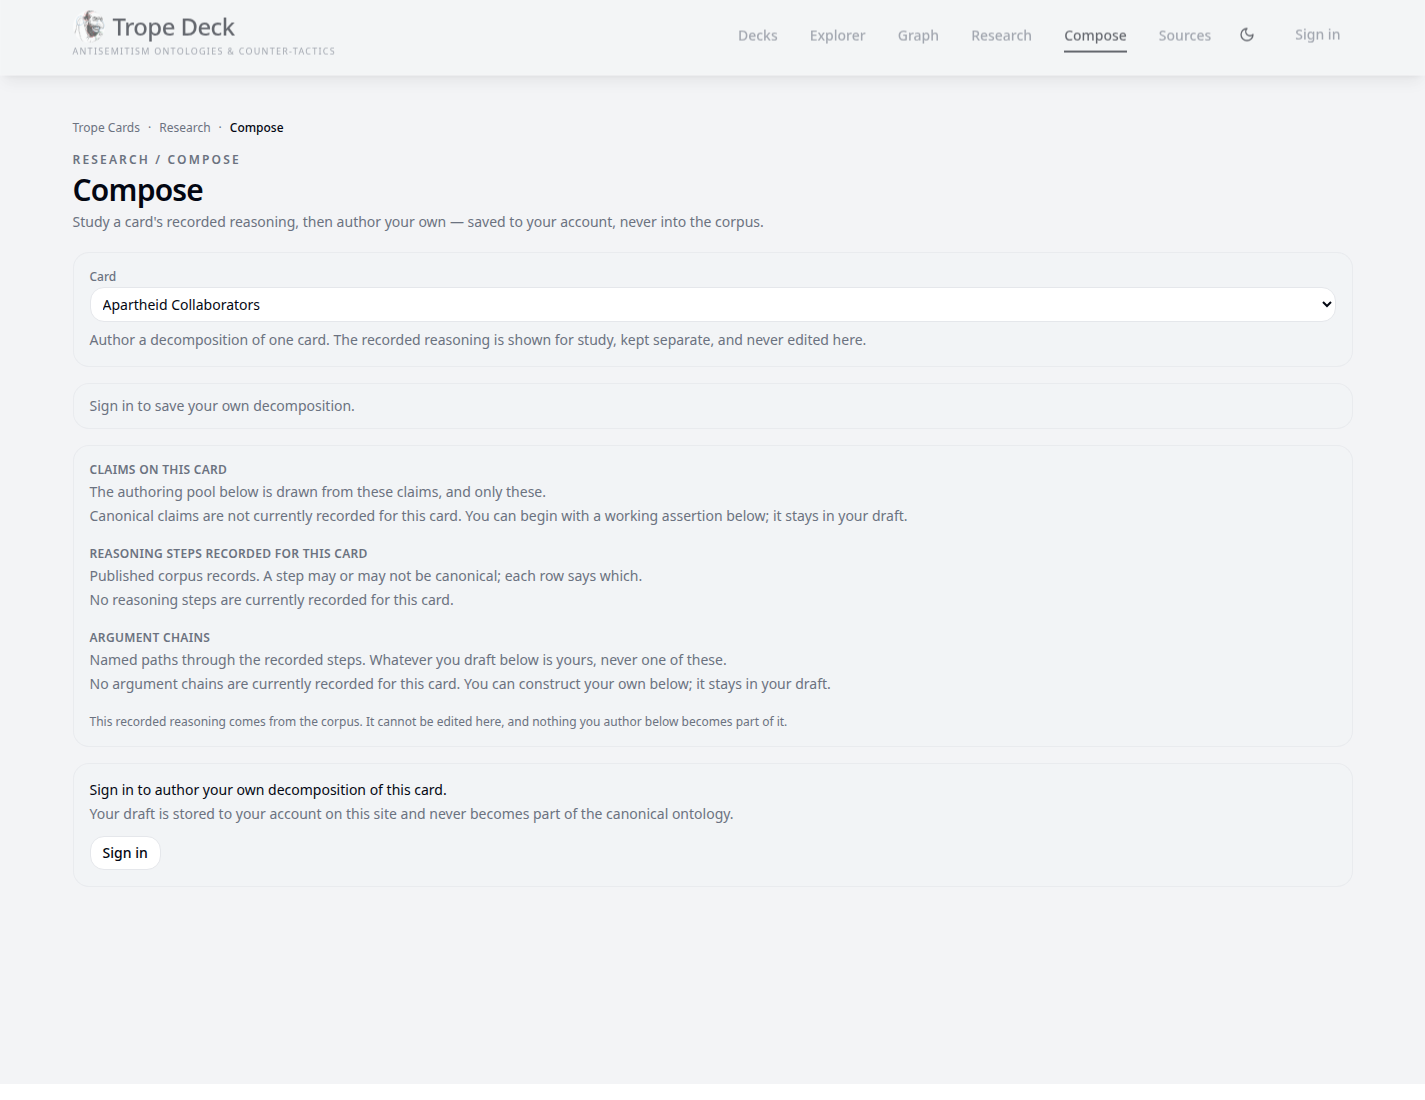 Trope Deck
ANTISEMITISM ONTOLOGIES & COUNTER-TACTICS
Decks
Explorer
Graph
Research
Compose
Sources
Sign in
Trope Cards · Research · Compose
RESEARCH / COMPOSE
Compose
Study a card's recorded reasoning, then author your own — saved to your account, never into the corpus.
Card
Apartheid Collaborators
Author a decomposition of one card. The recorded reasoning is shown for study, kept separate, and never edited here.
Sign in to save your own decomposition.
CLAIMS ON THIS CARD
The authoring pool below is drawn from these claims, and only these.
Canonical claims are not currently recorded for this card. You can begin with a working assertion below; it stays in your draft.
REASONING STEPS RECORDED FOR THIS CARD
Published corpus records. A step may or may not be canonical; each row says which.
No reasoning steps are currently recorded for this card.
ARGUMENT CHAINS
Named paths through the recorded steps. Whatever you draft below is yours, never one of these.
No argument chains are currently recorded for this card. You can construct your own below; it stays in your draft.
This recorded reasoning comes from the corpus. It cannot be edited here, and nothing you author below becomes part of it.
Sign in to author your own decomposition of this card.
Your draft is stored to your account on this site and never becomes part of the canonical ontology.
Sign in